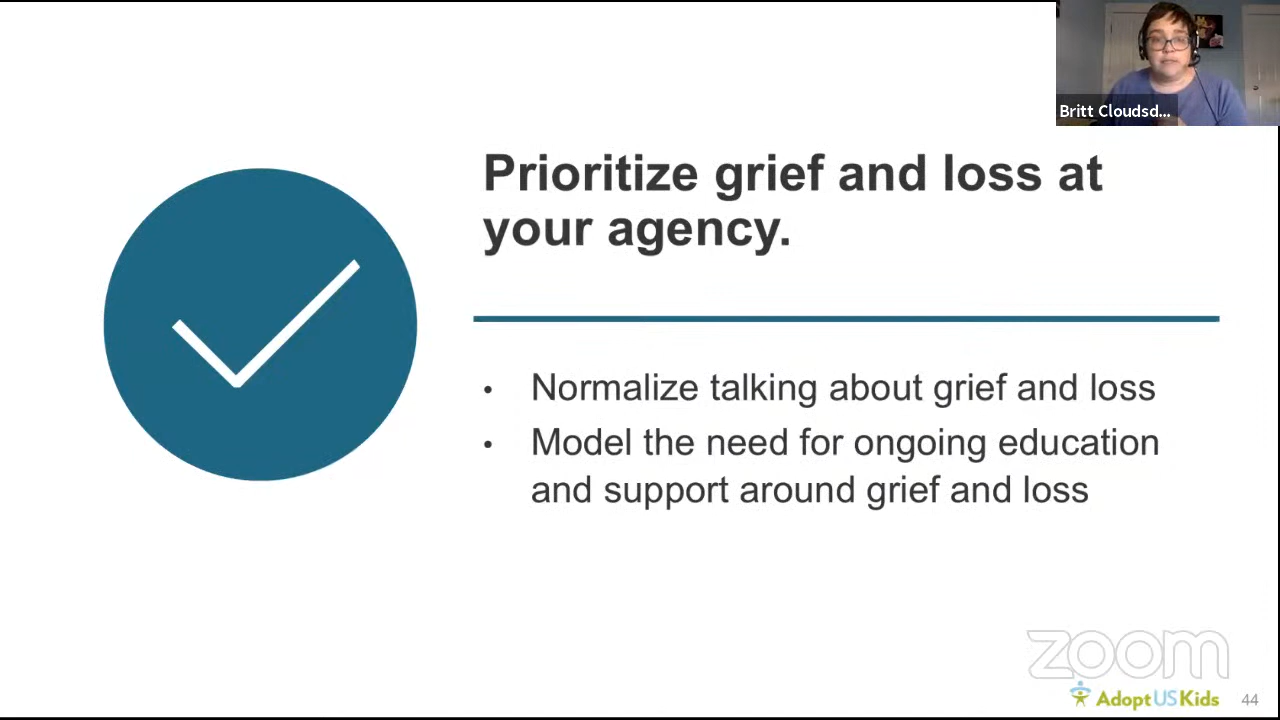 Britt Cloudsd...
Prioritize grief and loss at
your agency.
• Normalize talking about grief and loss
• Model the need for ongoing education
and support around grief and loss
zoom
AdoptUSKids
44